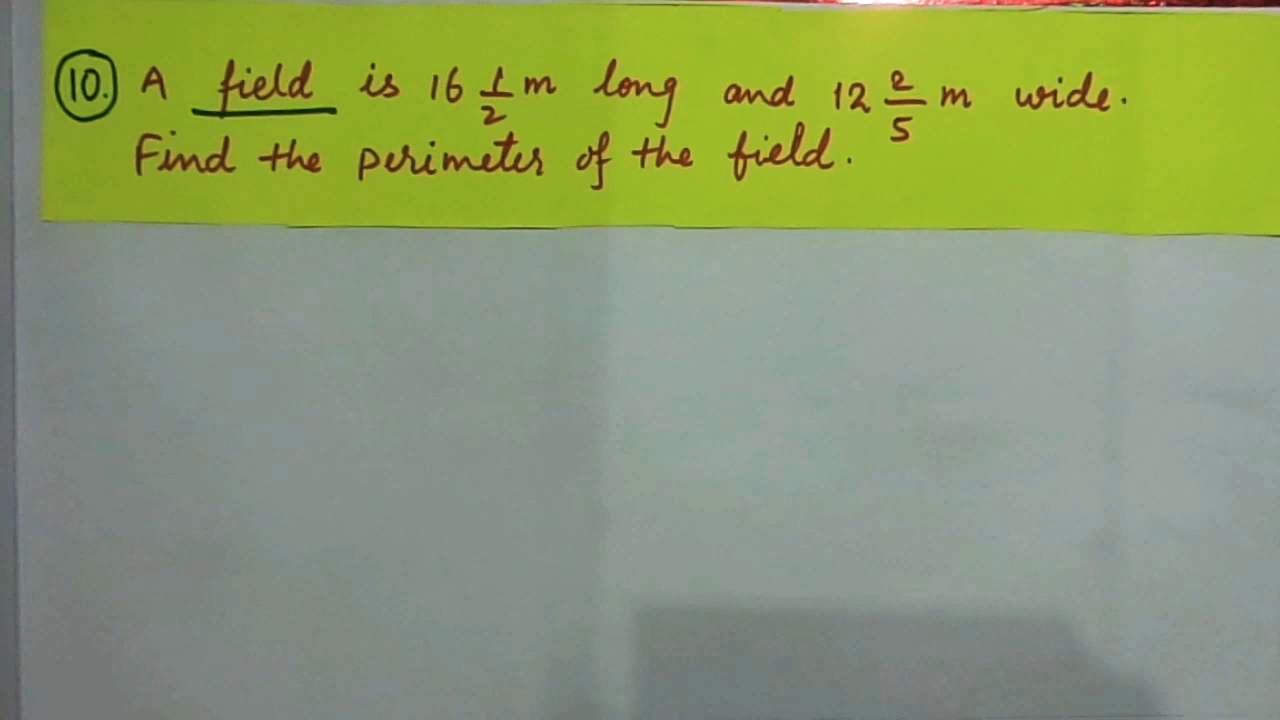 10. A field is 16 1/2 m long and 12 2/5 m wide.
Find the perimeter of the field.